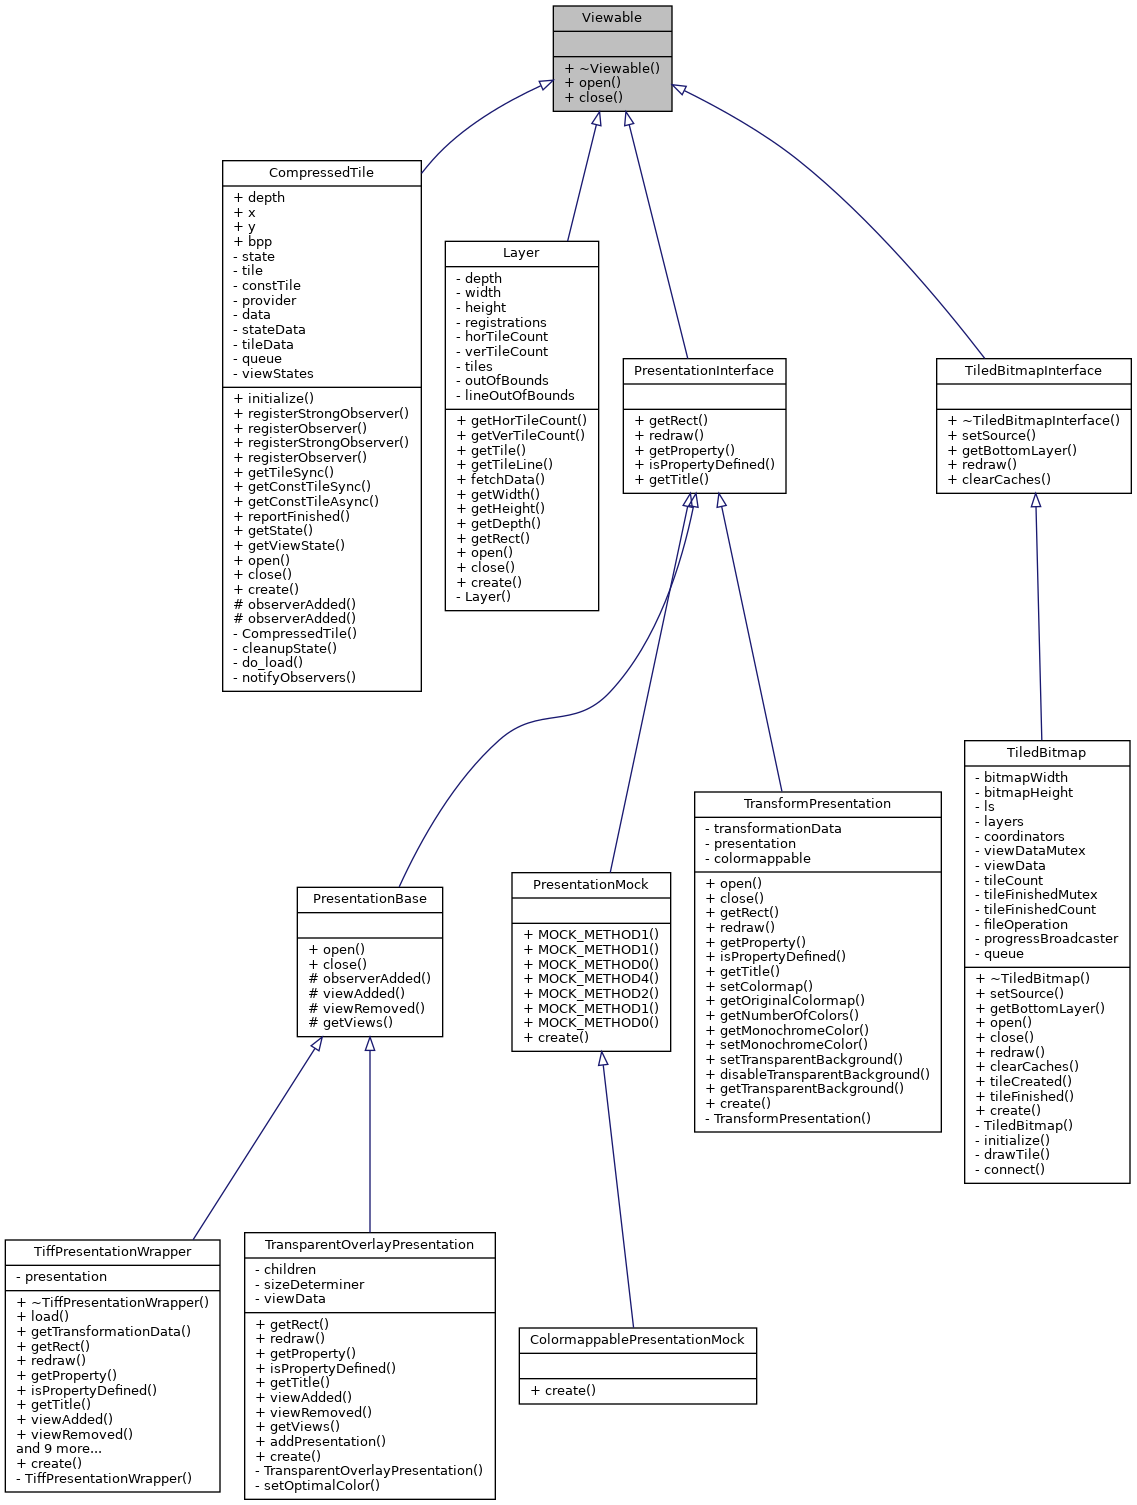 Viewable
+ ~Viewable()
+ open()
+ close()
CompressedTile
+ depth
+ x
+ y
+ bpp
- state
- tile
- constTile
- provider
- data
- stateData
- tileData
- queue
- viewStates
+ initialize()
+ registerStrongObserver()
+ registerObserver()
+ registerStrongObserver()
+ registerObserver()
+ getTileSync()
+ getConstTileSync()
+ getConstTileAsync()
+ reportFinished()
+ getState()
+ getViewState()
+ open()
+ close()
+ create()
# observerAdded()
# observerAdded()
- CompressedTile()
- cleanupState()
- do_load()
- notifyObservers()
Layer
- depth
- width
- height
- registrations
- horTileCount
- verTileCount
- tiles
- outOfBounds
- lineOutOfBounds
+ getHorTileCount()
+ getVerTileCount()
+ getTile()
+ getTileLine()
+ fetchData()
+ getWidth()
+ getHeight()
+ getDepth()
+ getRect()
+ open()
+ close()
+ create()
- Layer()
PresentationInterface
+ getRect()
+ redraw()
+ getProperty()
+ isPropertyDefined()
+ getTitle()
TiledBitmapInterface
+ ~TiledBitmapInterface()
+ setSource()
+ getBottomLayer()
+ redraw()
+ clearCaches()
TiledBitmap
- bitmapWidth
- bitmapHeight
- ls
- layers
- coordinators
- viewDataMutex
- viewData
- tileCount
- tileFinishedMutex
- tileFinishedCount
- fileOperation
- progressBroadcaster
- queue
+ ~TiledBitmap()
+ setSource()
+ getBottomLayer()
+ open()
+ close()
+ redraw()
+ clearCaches()
+ tileCreated()
+ tileFinished()
+ create()
- TiledBitmap()
- initialize()
- drawTile()
- connect()
TransformPresentation
- transformationData
- presentation
- colormappable
+ open()
+ close()
+ getRect()
+ redraw()
+ getProperty()
+ isPropertyDefined()
+ getTitle()
+ setColormap()
+ getOriginalColormap()
+ getNumberOfColors()
+ getMonochromeColor()
+ setMonochromeColor()
+ setTransparentBackground()
+ disableTransparentBackground()
+ getTransparentBackground()
+ create()
- TransformPresentation()
PresentationMock
+ MOCK_METHOD1()
+ MOCK_METHOD1()
+ MOCK_METHOD0()
+ MOCK_METHOD4()
+ MOCK_METHOD2()
+ MOCK_METHOD1()
+ MOCK_METHOD0()
+ create()
PresentationBase
+ open()
+ close()
# observerAdded()
# viewAdded()
# viewRemoved()
# getViews()
TiffPresentationWrapper
- presentation
+ ~TiffPresentationWrapper()
+ load()
+ getTransformationData()
+ getRect()
+ redraw()
+ getProperty()
+ isPropertyDefined()
+ getTitle()
+ viewAdded()
+ viewRemoved()
and 9 more...
+ create()
- TiffPresentationWrapper()
TransparentOverlayPresentation
- children
- sizeDeterminer
- viewData
+ getRect()
+ redraw()
+ getProperty()
+ isPropertyDefined()
+ getTitle()
+ viewAdded()
+ viewRemoved()
+ getViews()
+ addPresentation()
+ create()
- TransparentOverlayPresentation()
- setOptimalColor()
ColormappablePresentationMock
+ create()